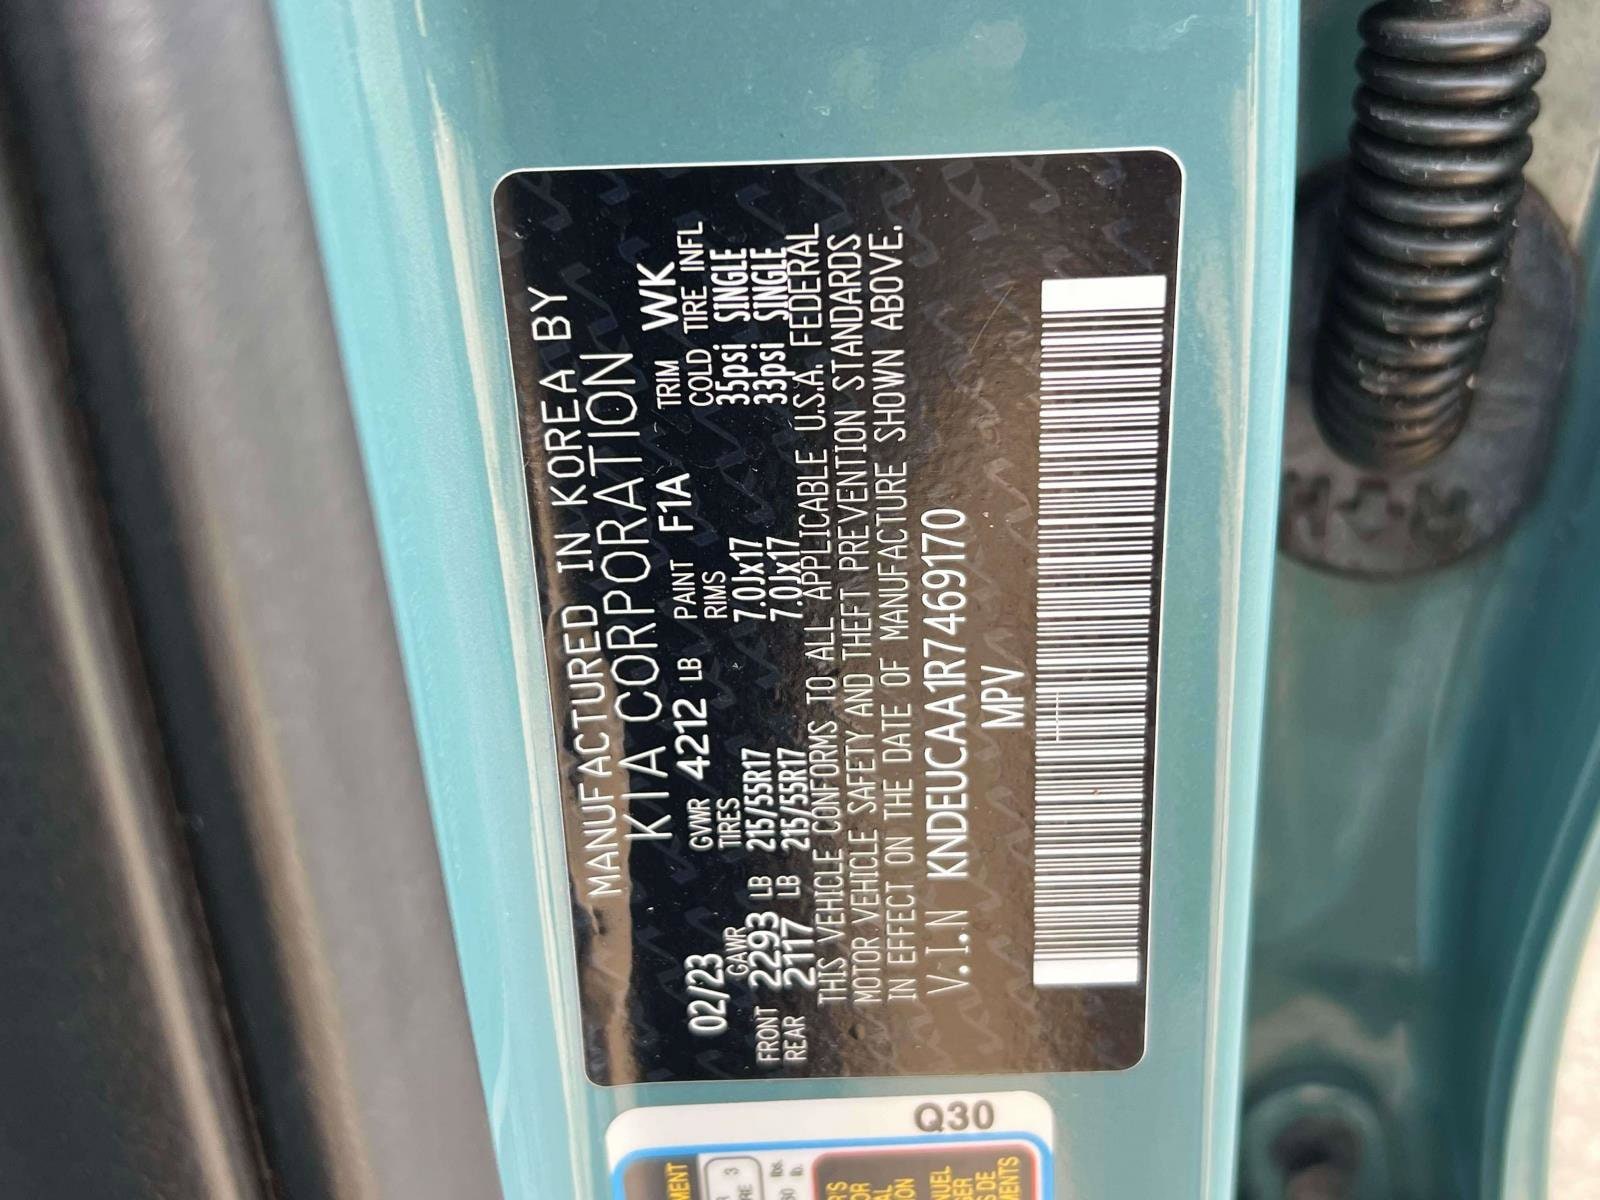 MANUFACTURED IN KOREA BY
KIA CORPORATION
02/23 GVWR 4212 LB PAINT F1A TRIM WK
GAWR TIRES RIMS COLD TIRE INFL
FRONT 2293 LB 215/55R17 7.0Jx17 35psi SINGLE
REAR 2117 LB 215/55R17 7.0Jx17 33psi SINGLE
THIS VEHICLE CONFORMS TO ALL APPLICABLE U.S.A. FEDERAL
MOTOR VEHICLE SAFETY AND THEFT PREVENTION STANDARDS
IN EFFECT ON THE DATE OF MANUFACTURE SHOWN ABOVE.
V.I.N KNDEUCAA1R7469170
MPV
Q30